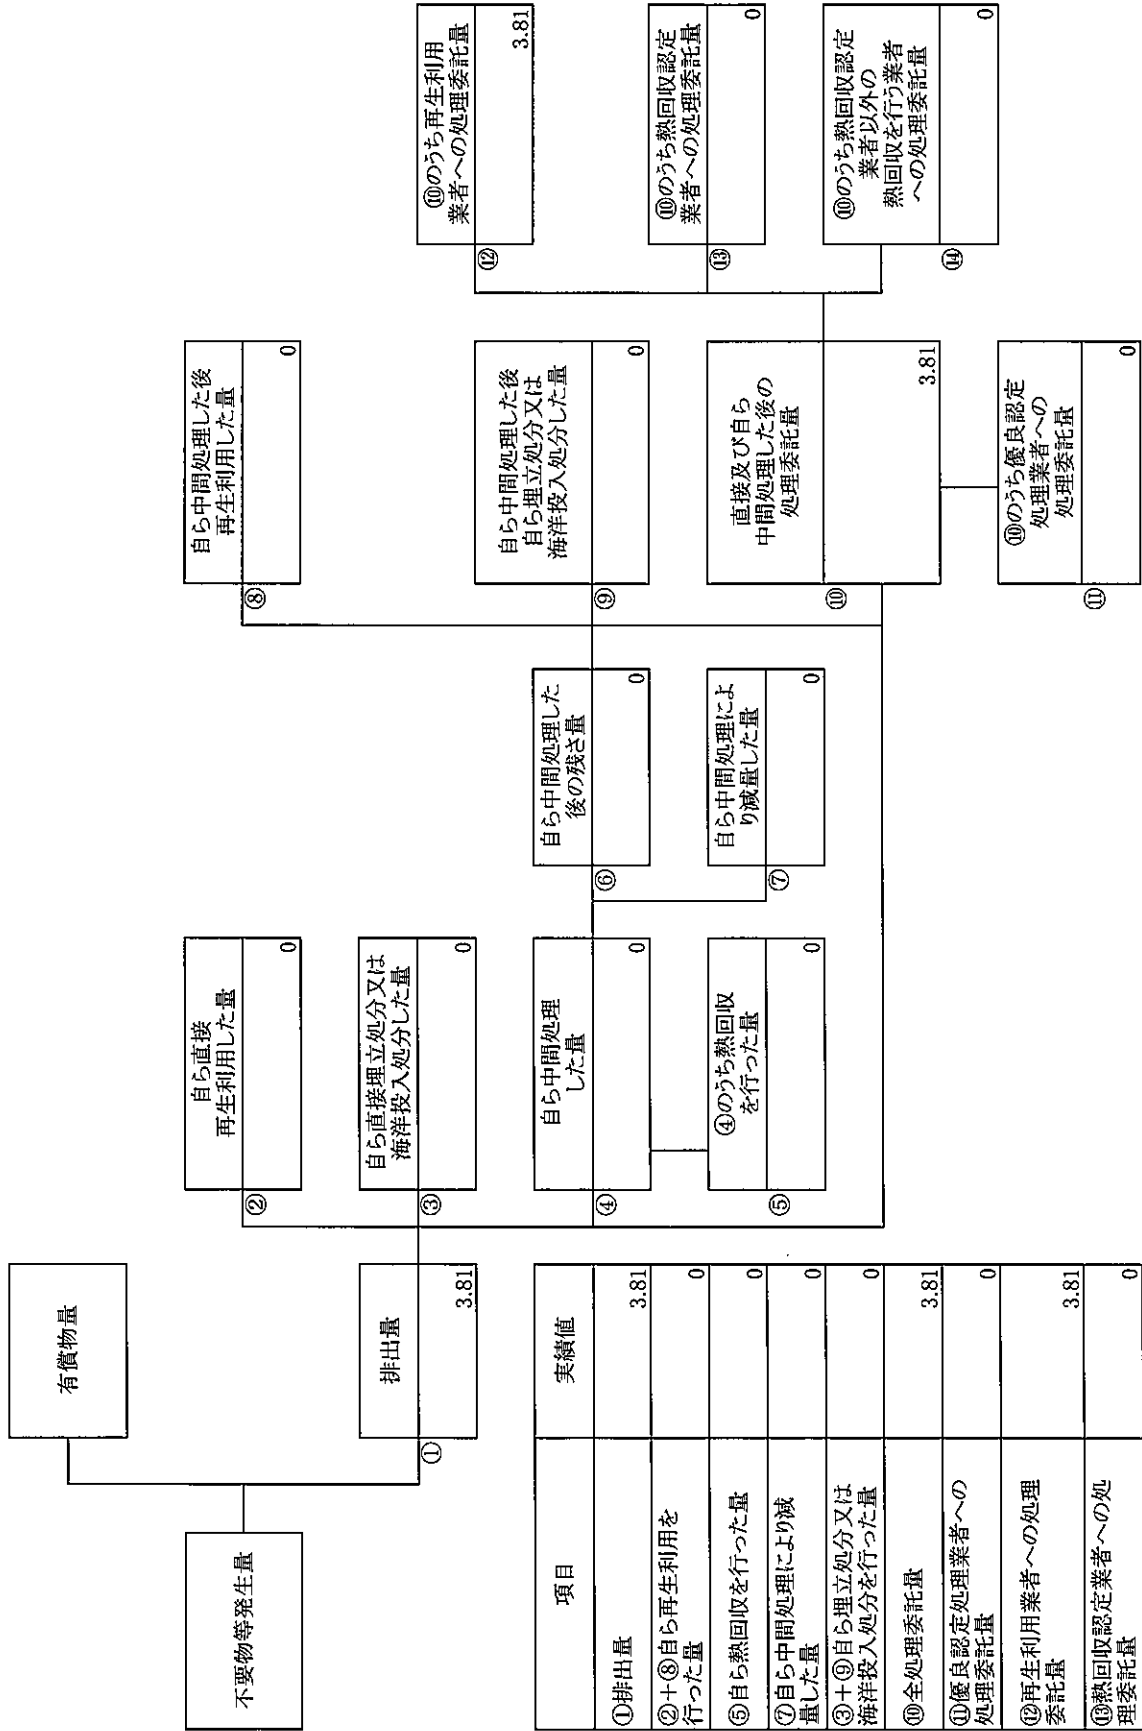 不要物等発生量
有償物量
①
排出量
3.81
②
自ら直接
再生利用した量
0
③
自ら直接埋立処分又は
海洋投入処分した量
0
④
自ら中間処理
した量
0
⑤
④のうち熱回収
を行った量
0
⑥
自ら中間処理した
後の残さ量
0
⑦
自ら中間処理によ
り減量した量
0
⑧
自ら中間処理した後
再生利用した量
0
⑨
自ら中間処理した後
自ら埋立処分又は
海洋投入処分した量
0
⑩
直接及び自ら
中間処理した後の
処理委託量
3.81
⑪
⑩のうち優良認定
処理業者への
処理委託量
0
⑫
⑩のうち再生利用
業者への処理委託量
3.81
⑬
⑩のうち熱回収認定
業者への処理委託量
0
⑭
⑩のうち熱回収認定
業者以外の
熱回収を行う業者
への処理委託量
0
項目 実績値
①排出量 3.81
②+⑧自ら再生利用を
行った量 0
⑤自ら熱回収を行った量 0
⑦自ら中間処理により減
量した量 0
③+⑨自ら埋立処分又は
海洋投入処分を行った量 0
⑩全処理委託量 3.81
⑪優良認定処理業者への
処理委託量 0
⑫再生利用業者への処理
委託量 3.81
⑬熱回収認定業者への処
理委託量 0